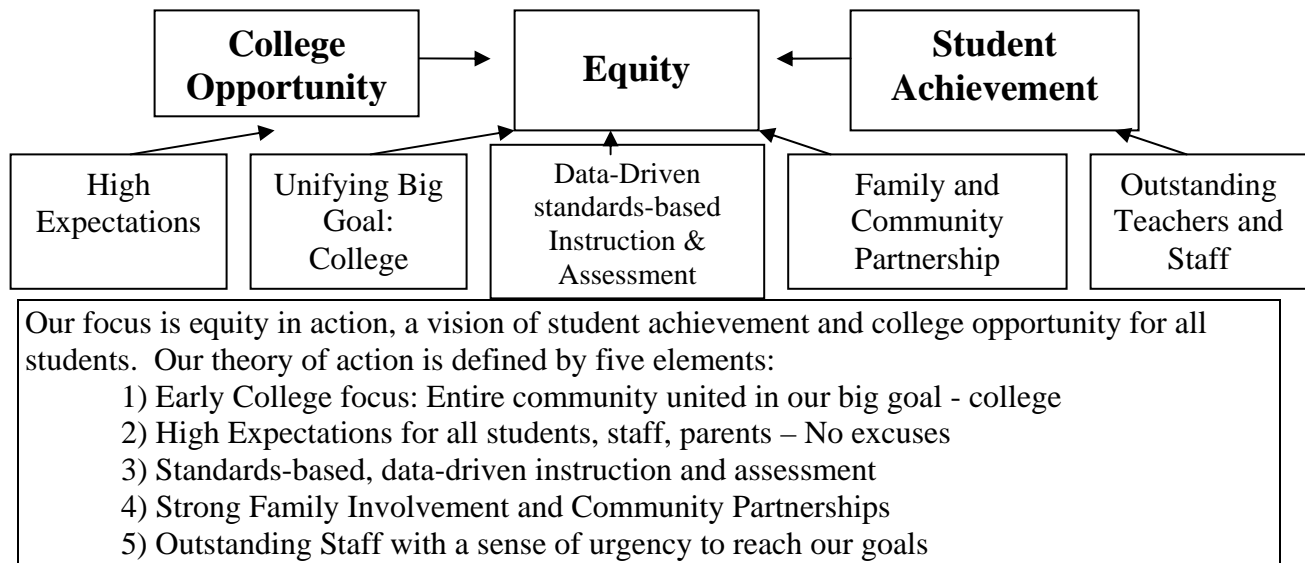 College
Opportunity
Equity
Student
Achievement
High
Expectations
Unifying Big
Goal:
College
Data-Driven
standards-based
Instruction &
Assessment
Family and
Community
Partnership
Outstanding
Teachers and
Staff
Our focus is equity in action, a vision of student achievement and college opportunity for all
students.  Our theory of action is defined by five elements:
1) Early College focus: Entire community united in our big goal - college
2) High Expectations for all students, staff, parents – No excuses
3) Standards-based, data-driven instruction and assessment
4) Strong Family Involvement and Community Partnerships
5) Outstanding Staff with a sense of urgency to reach our goals